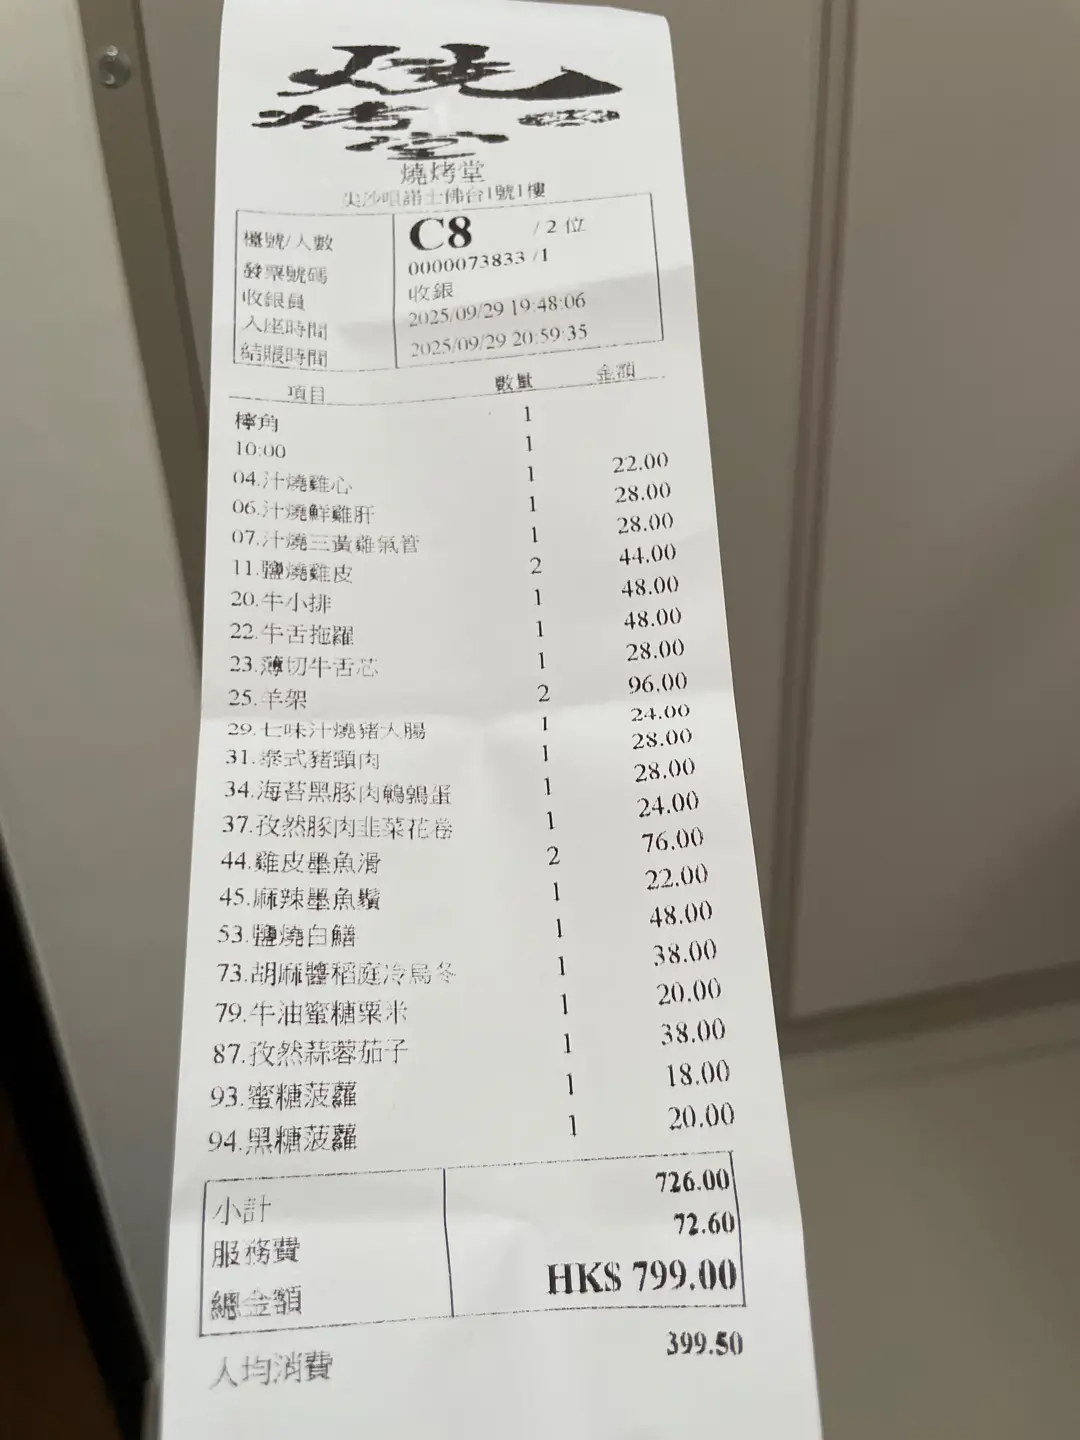 燒
烤
堂
燒烤堂
尖沙咀諾士佛台1號1樓
檯號/人數 C8 / 2 位
發票號碼 0000073833 /1
收銀員 收銀
入座時間 2025/09/29 19:48:06
結賬時間 2025/09/29 20:59:35
項目 數量 金額
檸角 1
10:00 1
04.汁燒雞心 1 22.00
06.汁燒鮮雞肝 1 28.00
07.汁燒三黃雞氣管 1 28.00
11.鹽燒雞皮 2 44.00
20.牛小排 1 48.00
22.牛舌拖羅 1 48.00
23.薄切牛舌芯 1 28.00
25.羊架 2 96.00
29.七味汁燒豬大腸 1 24.00
31.泰式豬頸肉 1 28.00
34.海苔黑豚肉鵪鶉蛋 1 28.00
37.孜然豚肉韭菜花卷 1 24.00
44.雞皮墨魚滑 2 76.00
45.麻辣墨魚鬚 1 22.00
53.鹽燒白鱔 1 48.00
73.胡麻醬稻庭冷烏冬 1 38.00
79.牛油蜜糖粟米 1 20.00
87.孜然蒜蓉茄子 1 38.00
93.蜜糖菠蘿 1 18.00
94.黑糖菠蘿 1 20.00
小計 726.00
服務費 72.60
總金額 HK$ 799.00
人均消費 399.50